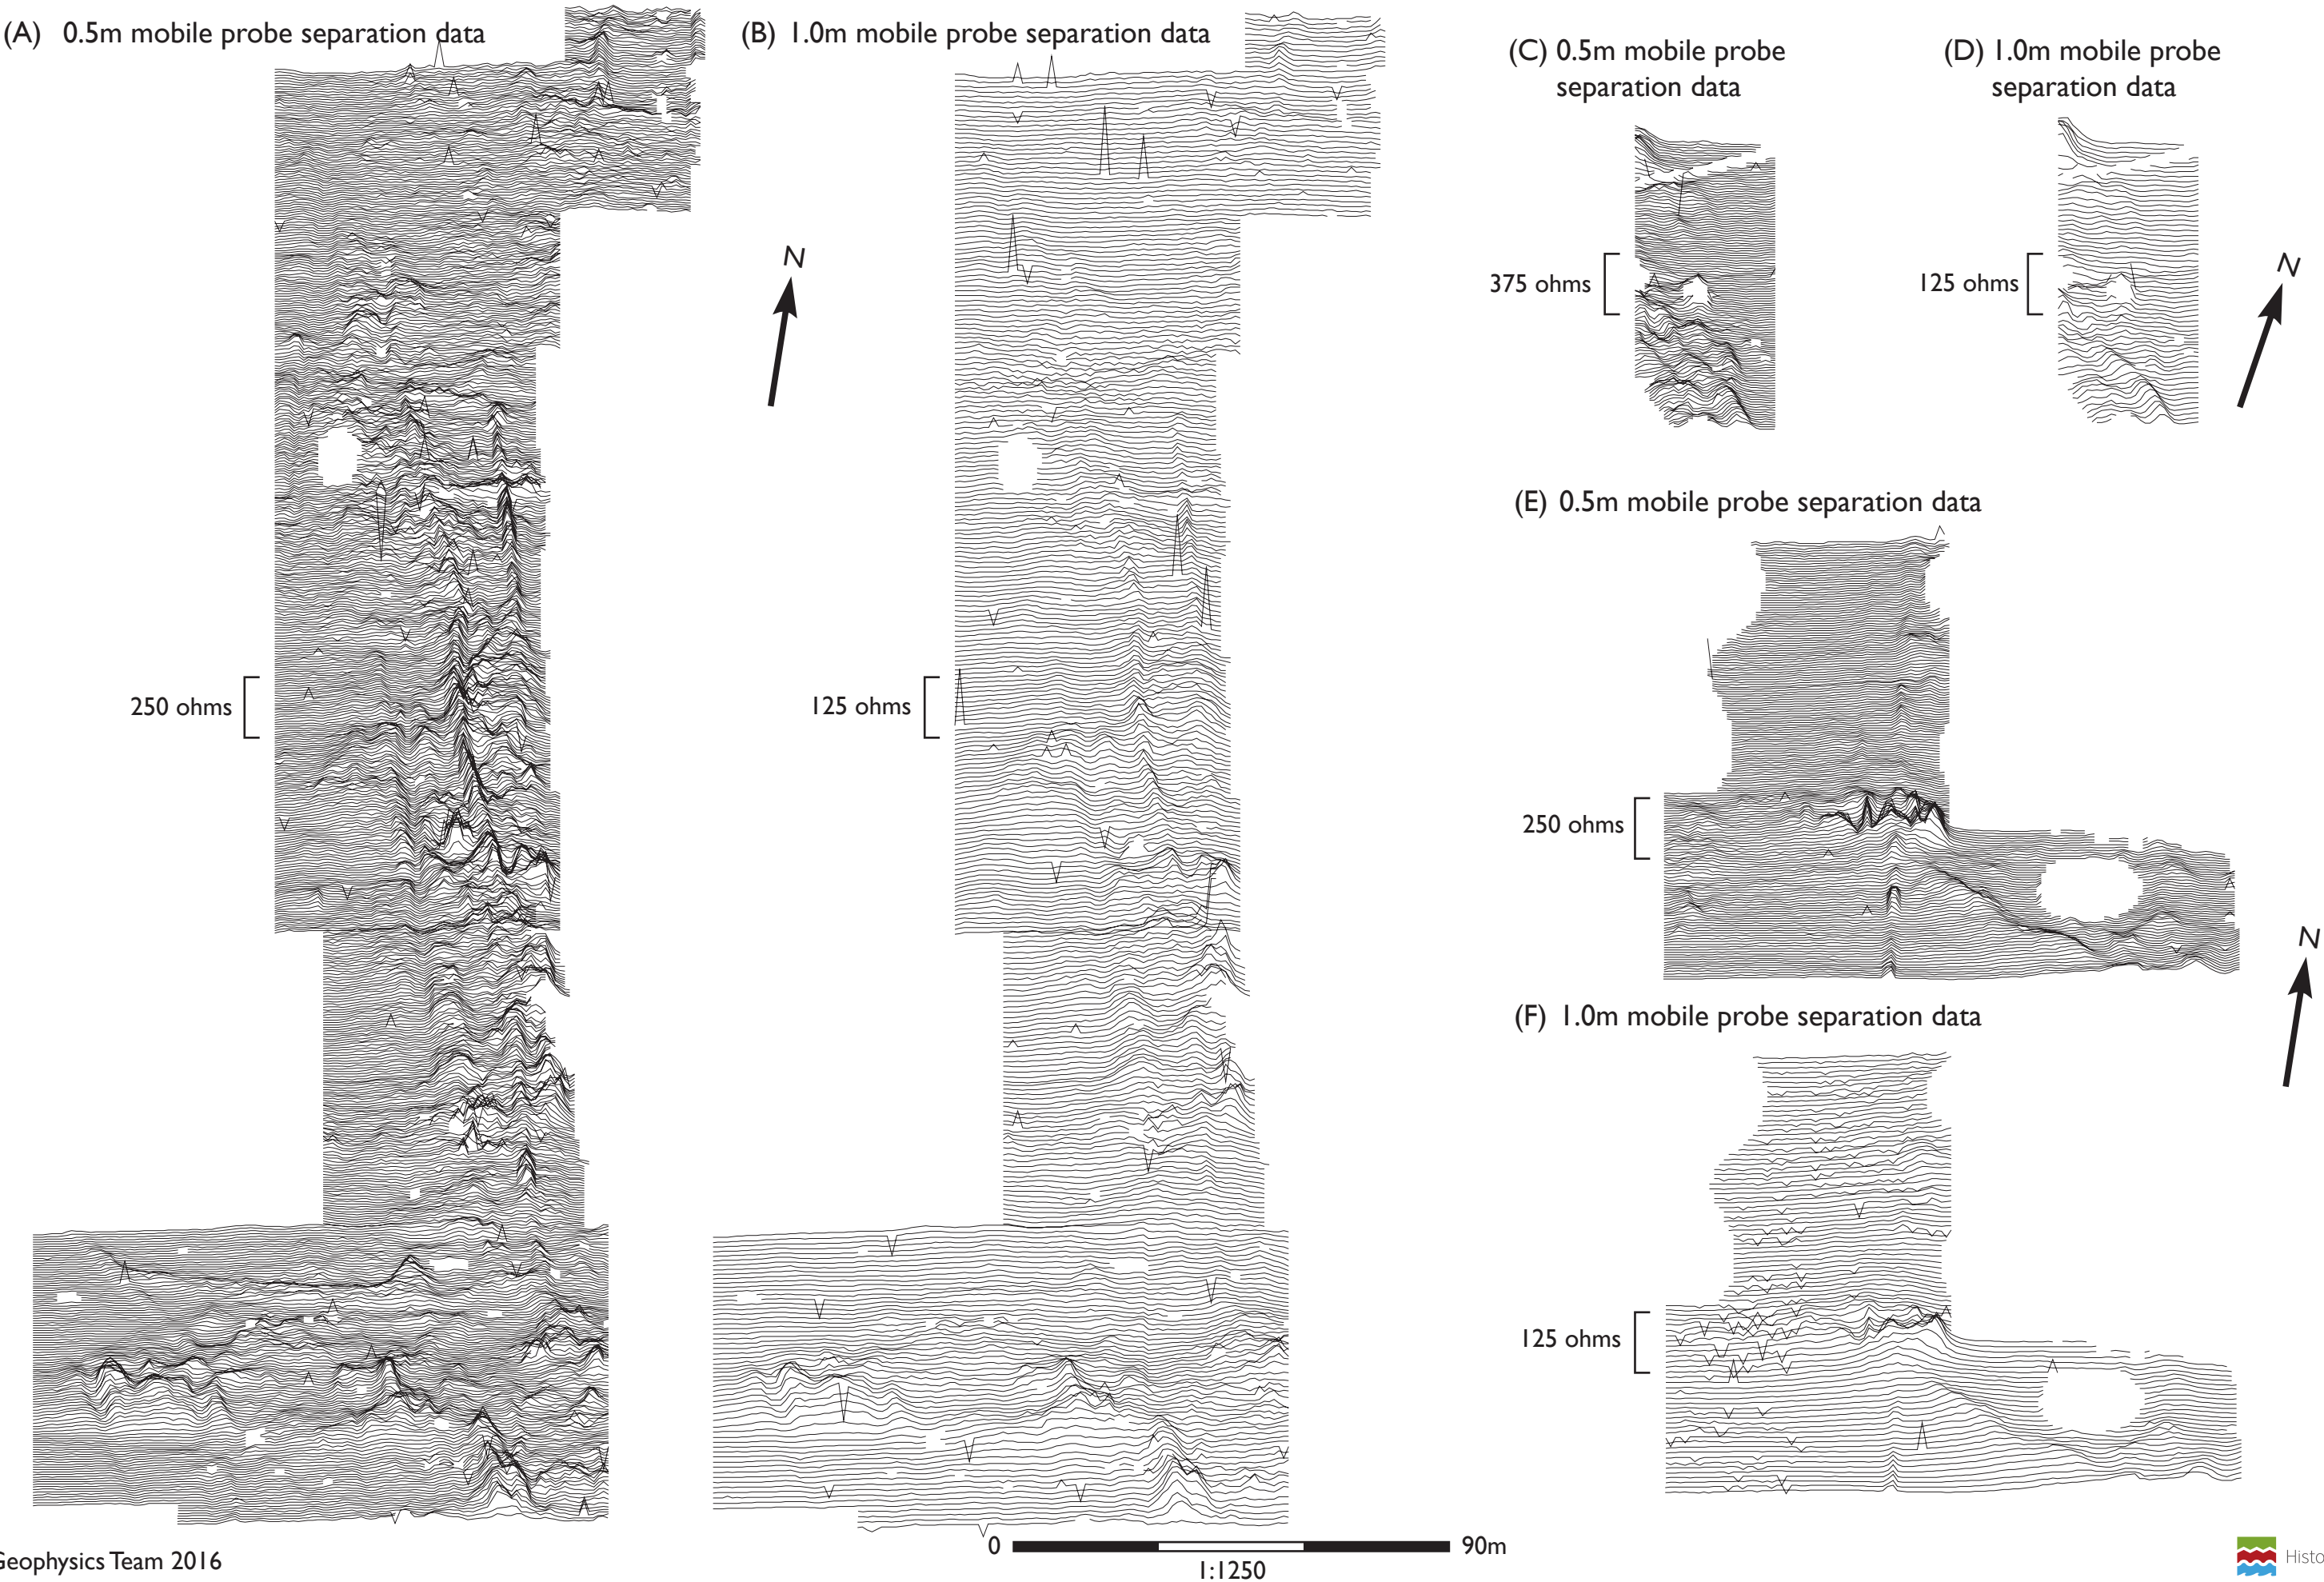 (A) 0.5m mobile probe separation data
(B) 1.0m mobile probe separation data
(C) 0.5m mobile probe
separation data
(D) 1.0m mobile probe
separation data
N
375 ohms
125 ohms
N
(E) 0.5m mobile probe separation data
250 ohms
125 ohms
250 ohms
N
(F) 1.0m mobile probe separation data
125 ohms
0 90m
1:1250
Geophysics Team 2016